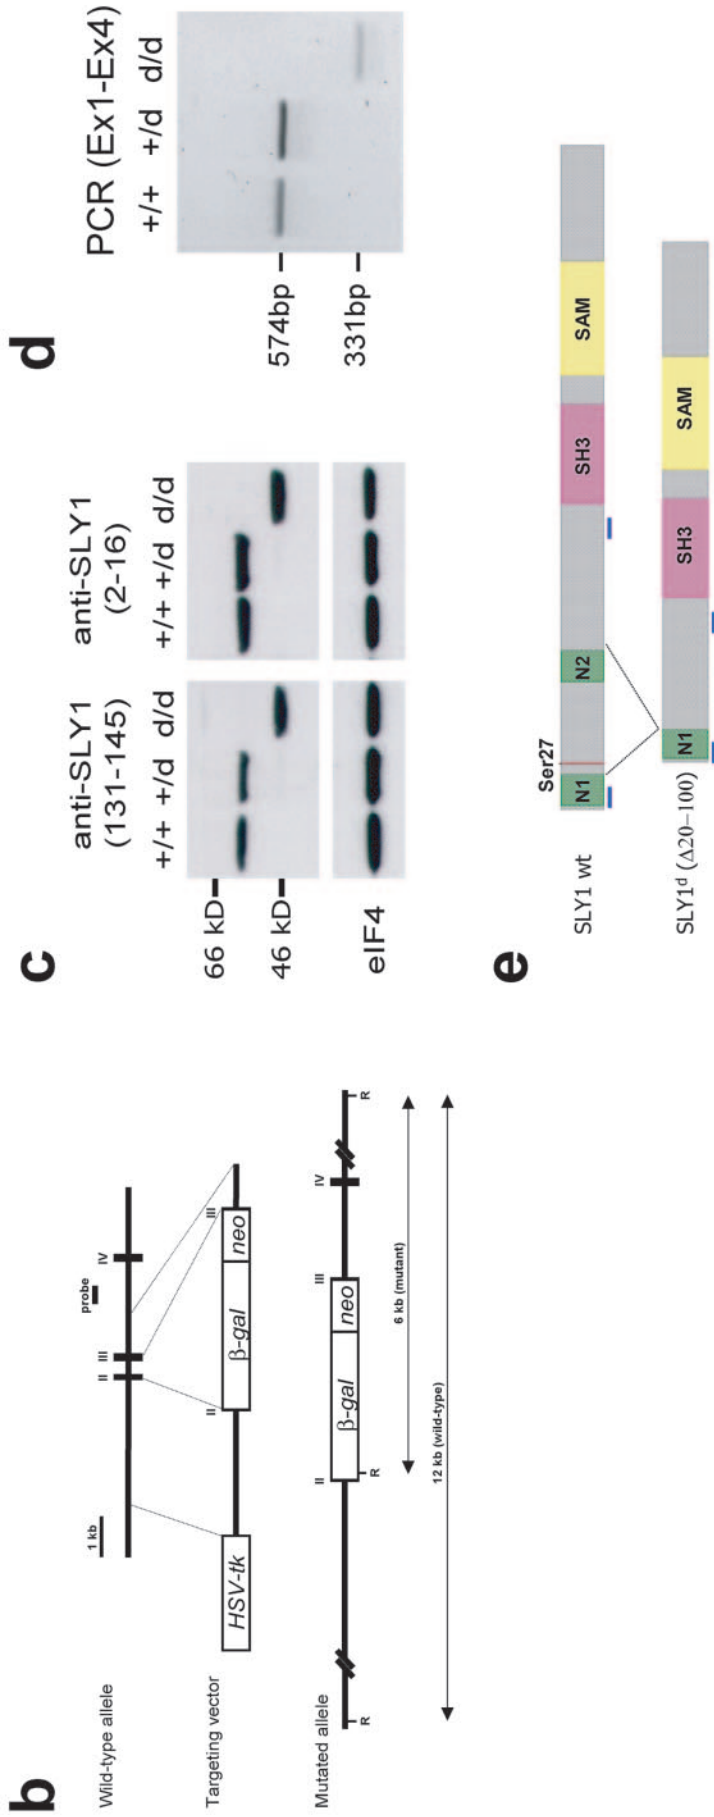 b
Wild-type allele
1 kb
II
III
probe
IV
Targeting vector
HSV-tk
II
β-gal
neo
III
Mutated allele
R
II
R
β-gal
neo
III
IV
R
6 kb (mutant)
12 kb (wild-type)
c
anti-SLY1
(131-145)
anti-SLY1
(2-16)
+/+ +/d d/d
+/+ +/d d/d
66 kD
46 kD
eIF4
d
PCR (Ex1-Ex4)
+/+ +/d d/d
574bp
331bp
e
Ser27
SLY1 wt
N1
N2
SH3
SAM
SLY1d (Δ20–100)
N1
SH3
SAM